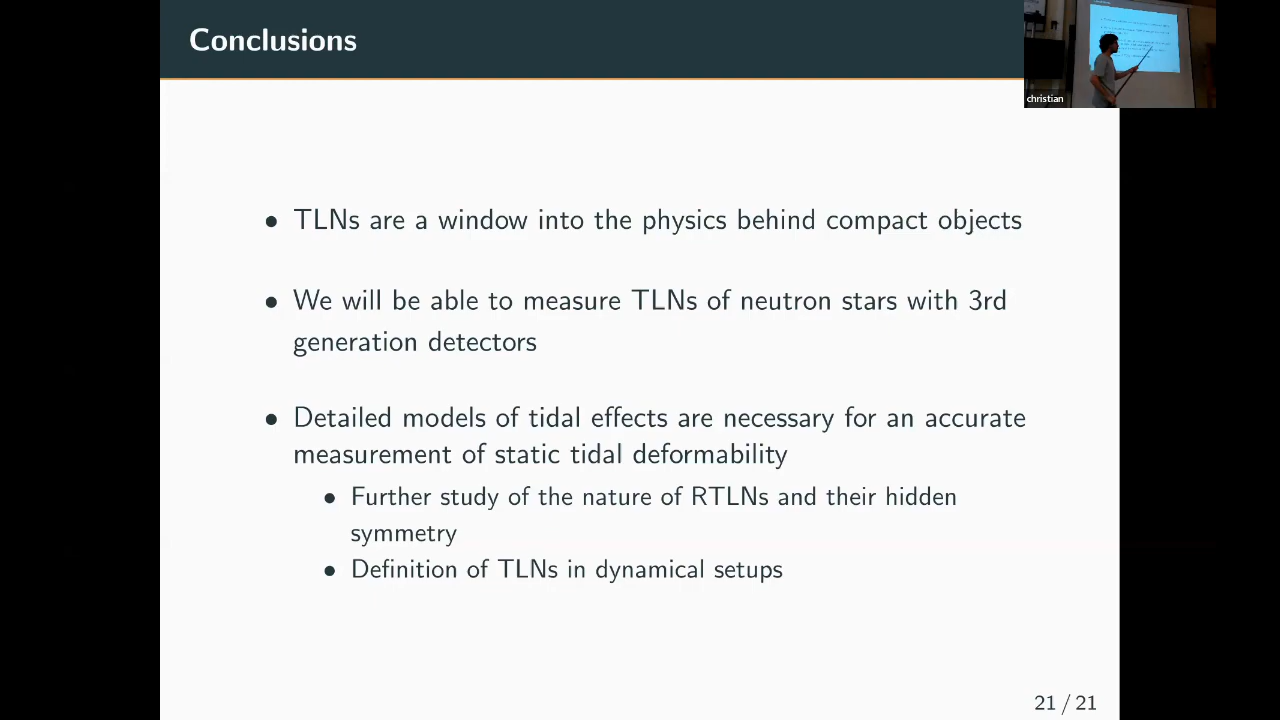 Conclusions
christian
• TLNs are a window into the physics behind compact objects
• We will be able to measure TLNs of neutron stars with 3rd
generation detectors
• Detailed models of tidal effects are necessary for an accurate
measurement of static tidal deformability
• Further study of the nature of RTLNs and their hidden
symmetry
• Definition of TLNs in dynamical setups
21 / 21